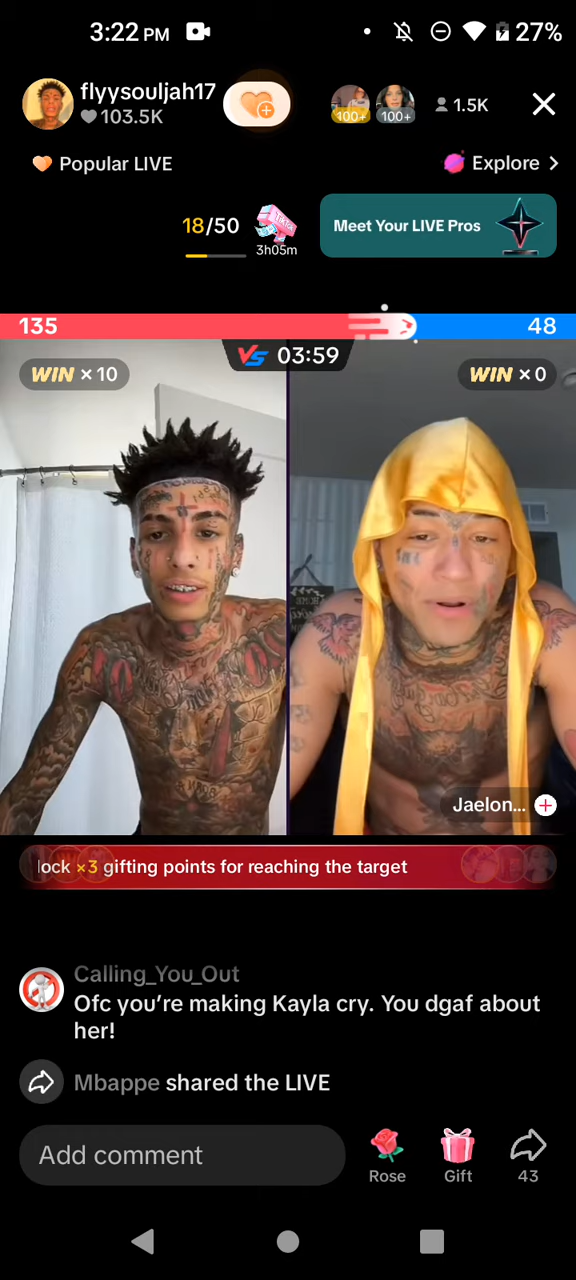 3:22 PM
27%
flyysouljah17
103.5K
100+
100+
1.5K
Popular LIVE
Explore >
18/50
TikTok
3h05m
Meet Your LIVE Pros
135
48
VS 03:59
WIN × 10
WIN × 0
Jaelon...
lock ×3 gifting points for reaching the target
Calling_You_Out
Ofc you’re making Kayla cry. You dgaf about
her!
Mbappe shared the LIVE
Add comment
Rose
Gift
43